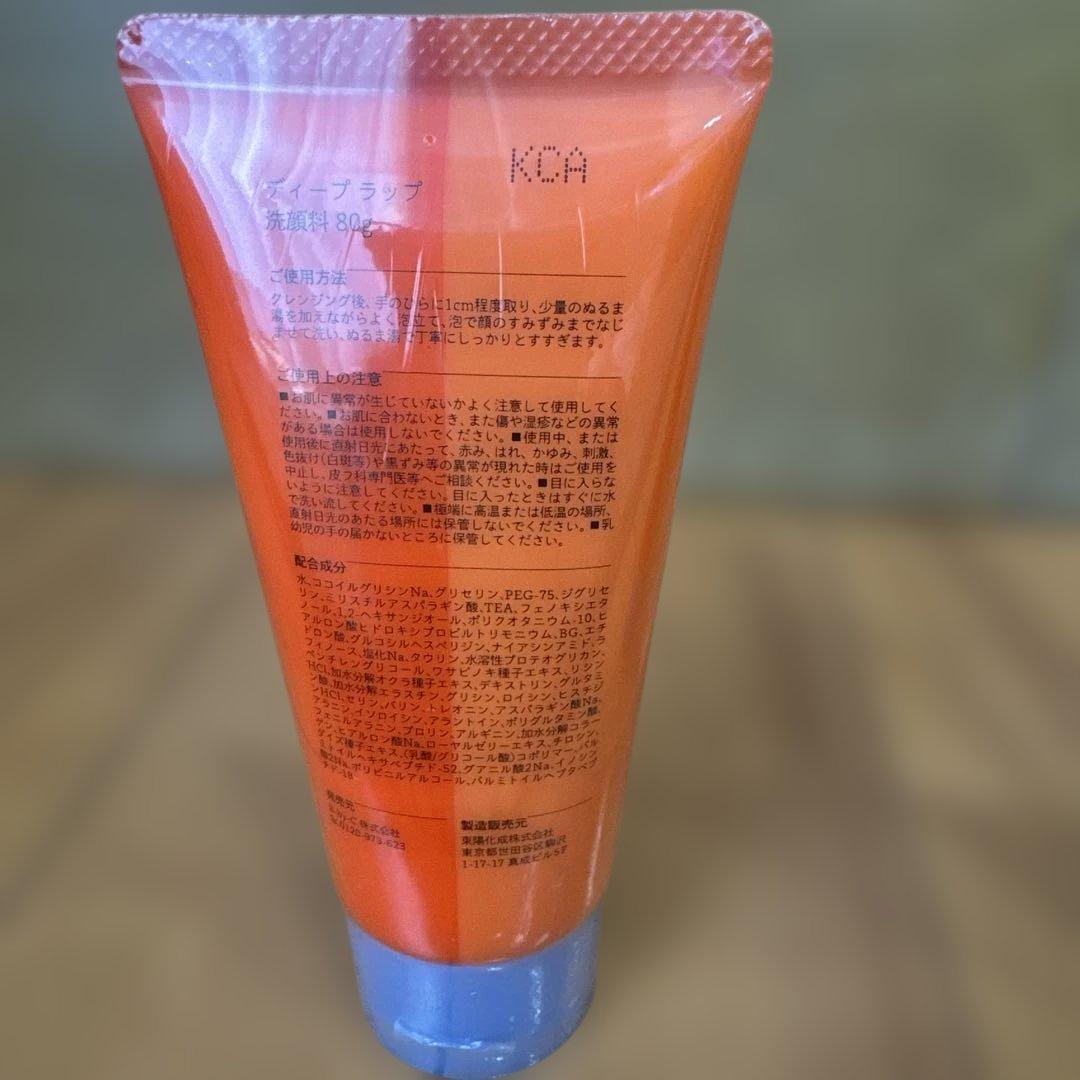 KCA
ディープ ラップ
洗顔料 80g
ご使用方法
クレンジング後、手のひらに1cm程度取り、少量のぬるま
湯を加えながらよく泡立て、泡で顔のすみずみまでなじ
ませて洗い、ぬるま湯で丁寧にしっかりとすすぎます。
ご使用上の注意
■お肌に異常が生じていないかよく注意して使用してく
ださい。■お肌に合わないとき、また傷や湿疹などの異常
がある場合は使用しないでください。■使用中、または
使用後に直射日光にあたって、赤み、はれ、かゆみ、刺激、
色抜け(白斑等)や黒ずみ等の異常が現れた時はご使用を
中止し、皮フ科専門医等へご相談ください。■目に入らな
いように注意してください。目に入ったときはすぐに水
で洗い流してください。■極端に高温または低温の場所、
直射日光のあたる場所には保管しないでください。■乳
幼児の手の届かないところに保管してください。
配合成分
水、ココイルグリシンNa、グリセリン、PEG-75、ジグリセ
リン、ミリストイルアスパラギン酸、TEA、フェノキシエタ
ノール、1,2-ヘキサンジオール、ポリクオタニウム-10、ヒ
アルロン酸ヒドロキシプロピルトリモニウム、BG、エチ
ドロン酸、グルコシルヘスペリジン、ナイアシンアミド、ラ
フィノース、塩化Na、タウリン、水溶性プロテオグリカン、
ペンチレングリコール、ワサビノキ種子エキス、リシン
HCl、加水分解オクラ種子エキス、デキストリン、グルタミ
ン酸、加水分解エラスチン、グリシン、ロイシン、ヒスチジ
ンHCl、セリン、バリン、トレオニン、アスパラギン酸Na、
アラニン、イソロイシン、アラントイン、ポリグルタミン酸、
フェニルアラニン、プロリン、アルギニン、加水分解コラー
ゲン、ヒアルロン酸Na、ローヤルゼリーエキス、チロシン、
ダイズ種子エキス、(乳酸/グリコール酸)コポリマー、パル
ミトイルヘキサペプチド-52、グアニル酸2Na、イノシン
酸2Na、ポリビニルアルコール、パルミトイルヘプタペプ
チド-18
発売元
株式会社
0120-973-623
製造販売元
東陽化成株式会社
東京都世田谷区駒沢
1-17-17 真成ビル5F